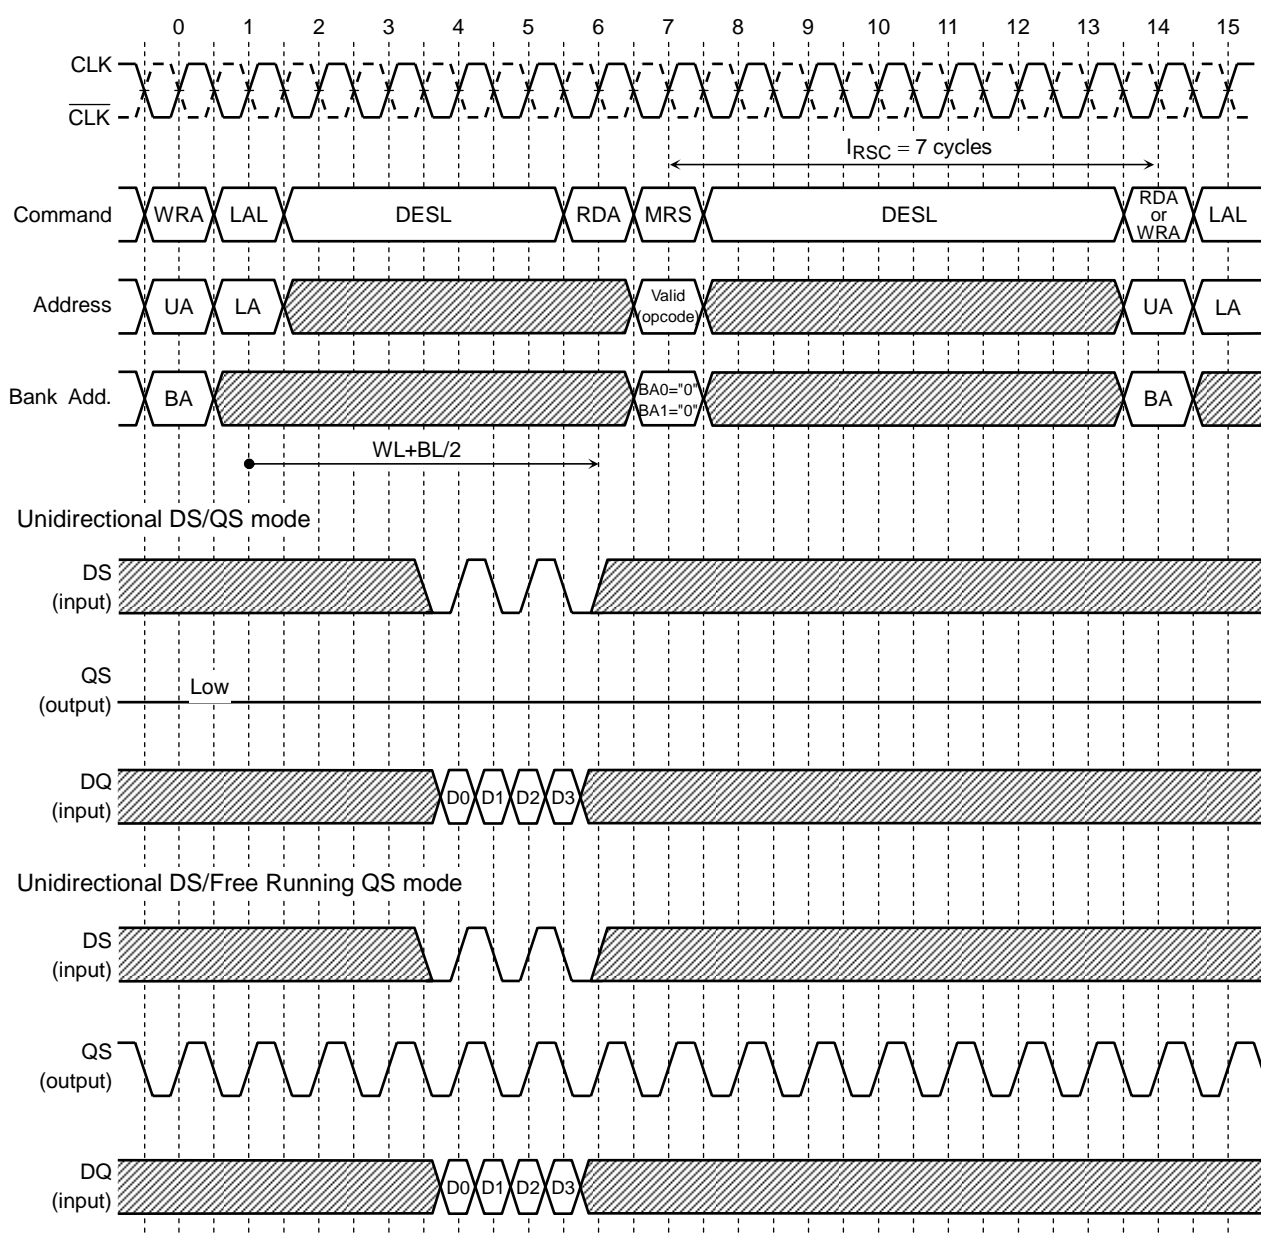 0 1 2 3 4 5 6 7 8 9 10 11 12 13 14 15
CLK
CLK
IRSC = 7 cycles
Command WRA LAL DESL RDA MRS DESL RDA or WRA LAL
Address UA LA Valid (opcode) UA LA
Bank Add. BA BA0="0" BA1="0" BA
WL+BL/2
Unidirectional DS/QS mode
DS
(input)
QS
Low
(output)
DQ
D0 D1 D2 D3
(input)
Unidirectional DS/Free Running QS mode
DS
(input)
QS
(output)
DQ
D0 D1 D2 D3
(input)